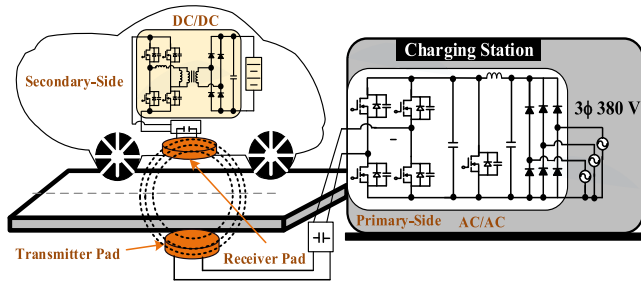 DC/DC
Secondary-Side
Charging Station
3ϕ 380 V
Primary-Side
AC/AC
Transmitter Pad
Receiver Pad